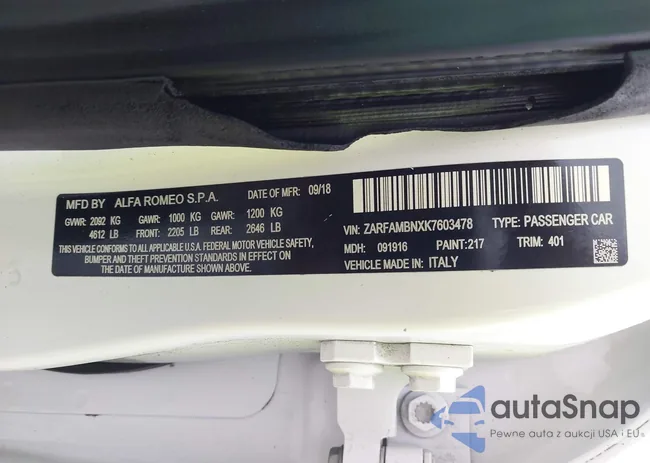 MFD BY ALFA ROMEO S.P.A. DATE OF MFR: 09/18
GVWR: 2092 KG GAWR: 1000 KG GAWR: 1200 KG
4612 LB FRONT: 2205 LB REAR: 2646 LB
THIS VEHICLE CONFORMS TO ALL APPLICABLE U.S.A. FEDERAL MOTOR VEHICLE SAFETY,
BUMPER AND THEFT PREVENTION STANDARDS IN EFFECT ON
THE DATE OF MANUFACTURE SHOWN ABOVE.
VIN: ZARFAMBNXK7603478 TYPE: PASSENGER CAR
MDH: 091916 PAINT: 217 TRIM: 401
VEHICLE MADE IN: ITALY
autoSnap
Pewne auta z aukcji USA i EU